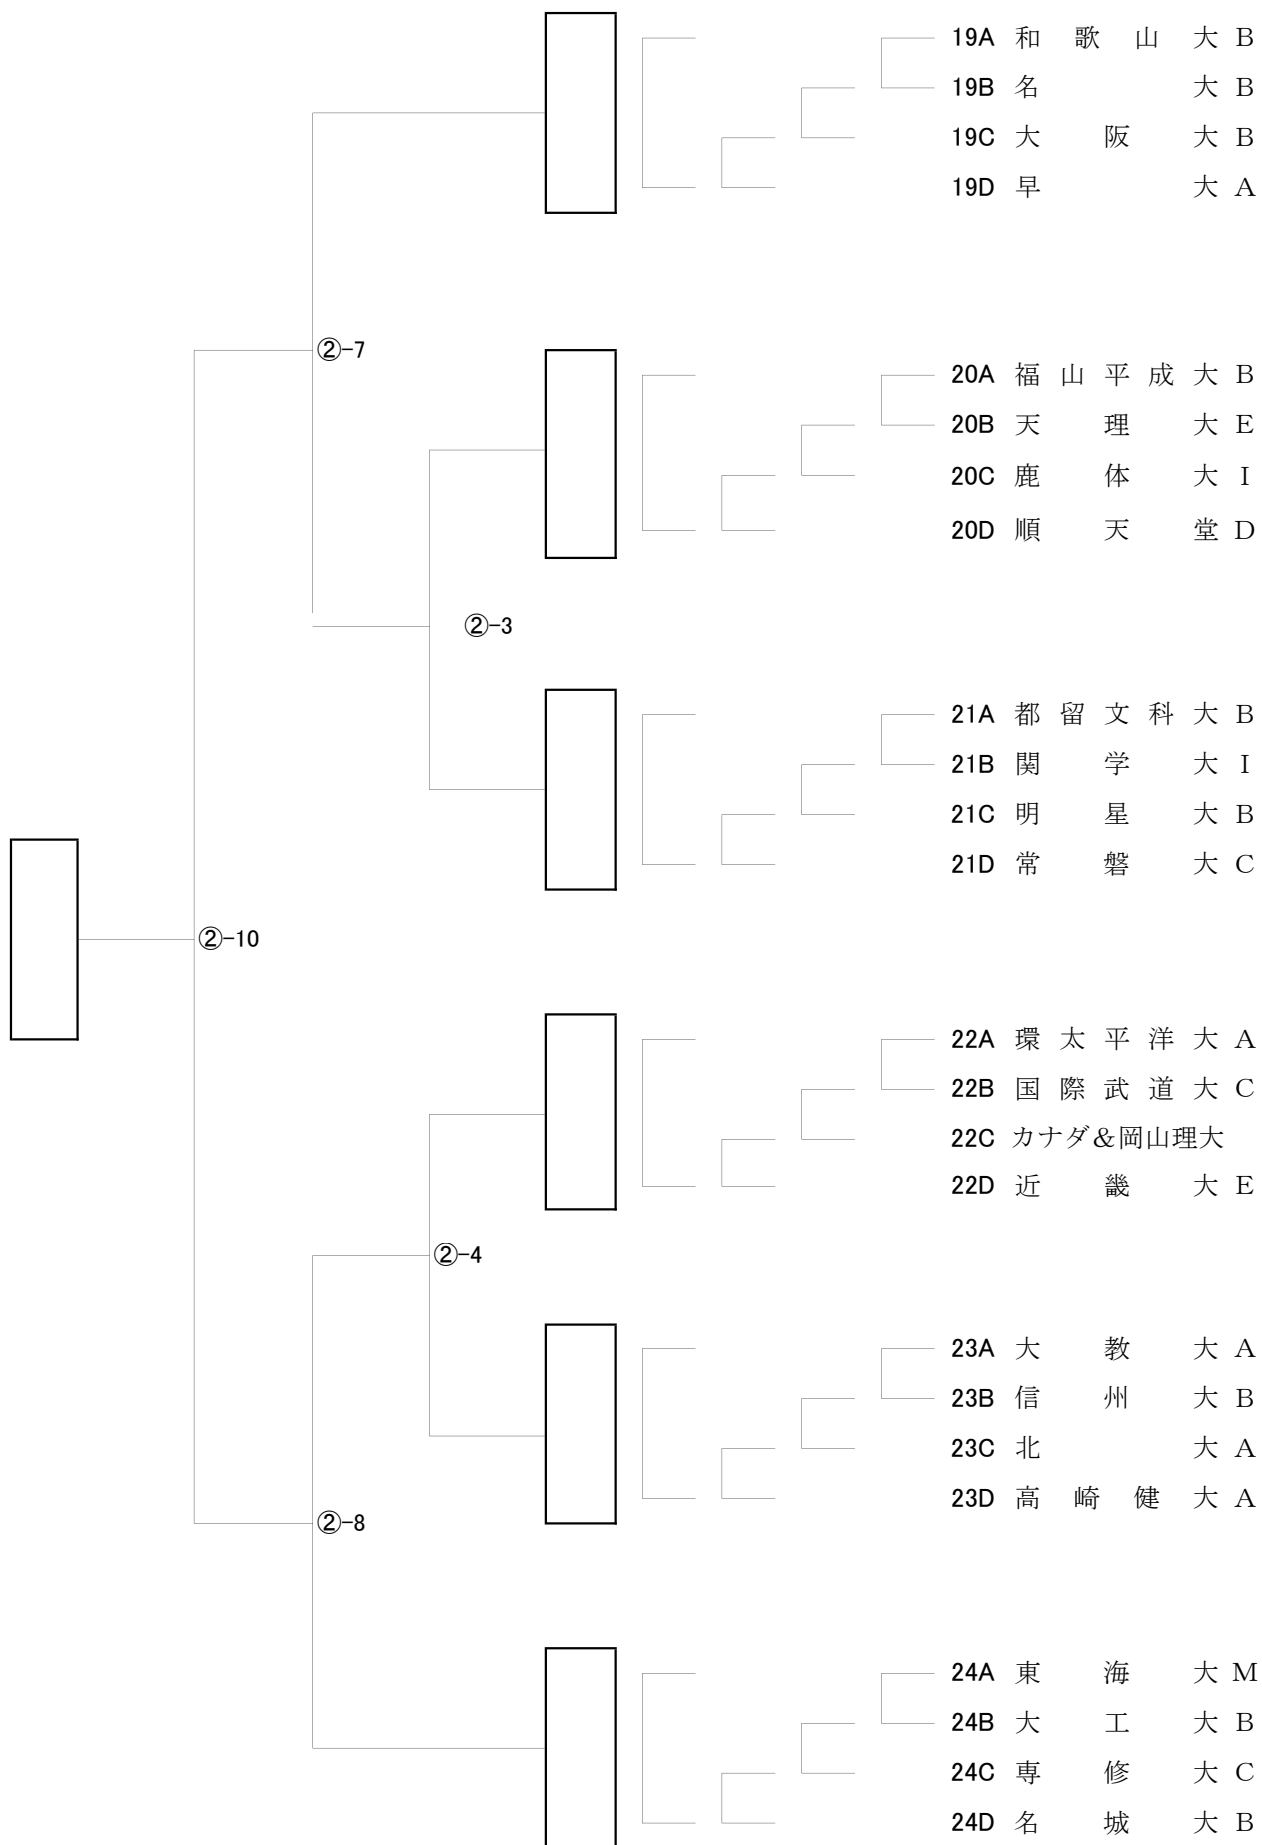 19A 和歌山大 B
19B 名大 B
19C 大阪大 B
19D 早大 A
②-7
20A 福山平成大 B
20B 天理大 E
20C 鹿体大 I
20D 順天堂 D
②-3
21A 都留文科大 B
21B 関学大 I
21C 明星大 B
21D 常磐大 C
②-10
22A 環太平洋大 A
22B 国際武道大 C
22C カナダ&岡山理大
22D 近畿大 E
②-4
23A 大教大 A
23B 信州大 B
23C 北大 A
23D 高崎健大 A
②-8
24A 東海大 M
24B 大工大 B
24C 専修大 C
24D 名城大 B